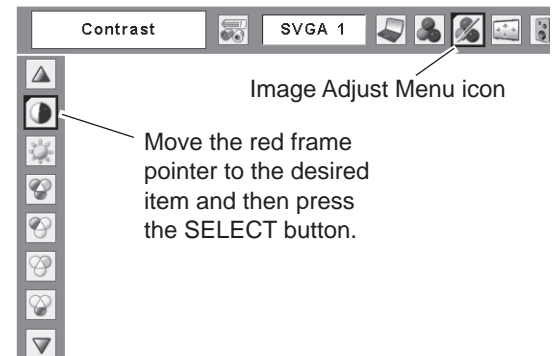 Contrast
SVGA 1
Image Adjust Menu icon
Move the red frame
pointer to the desired
item and then press
the SELECT button.